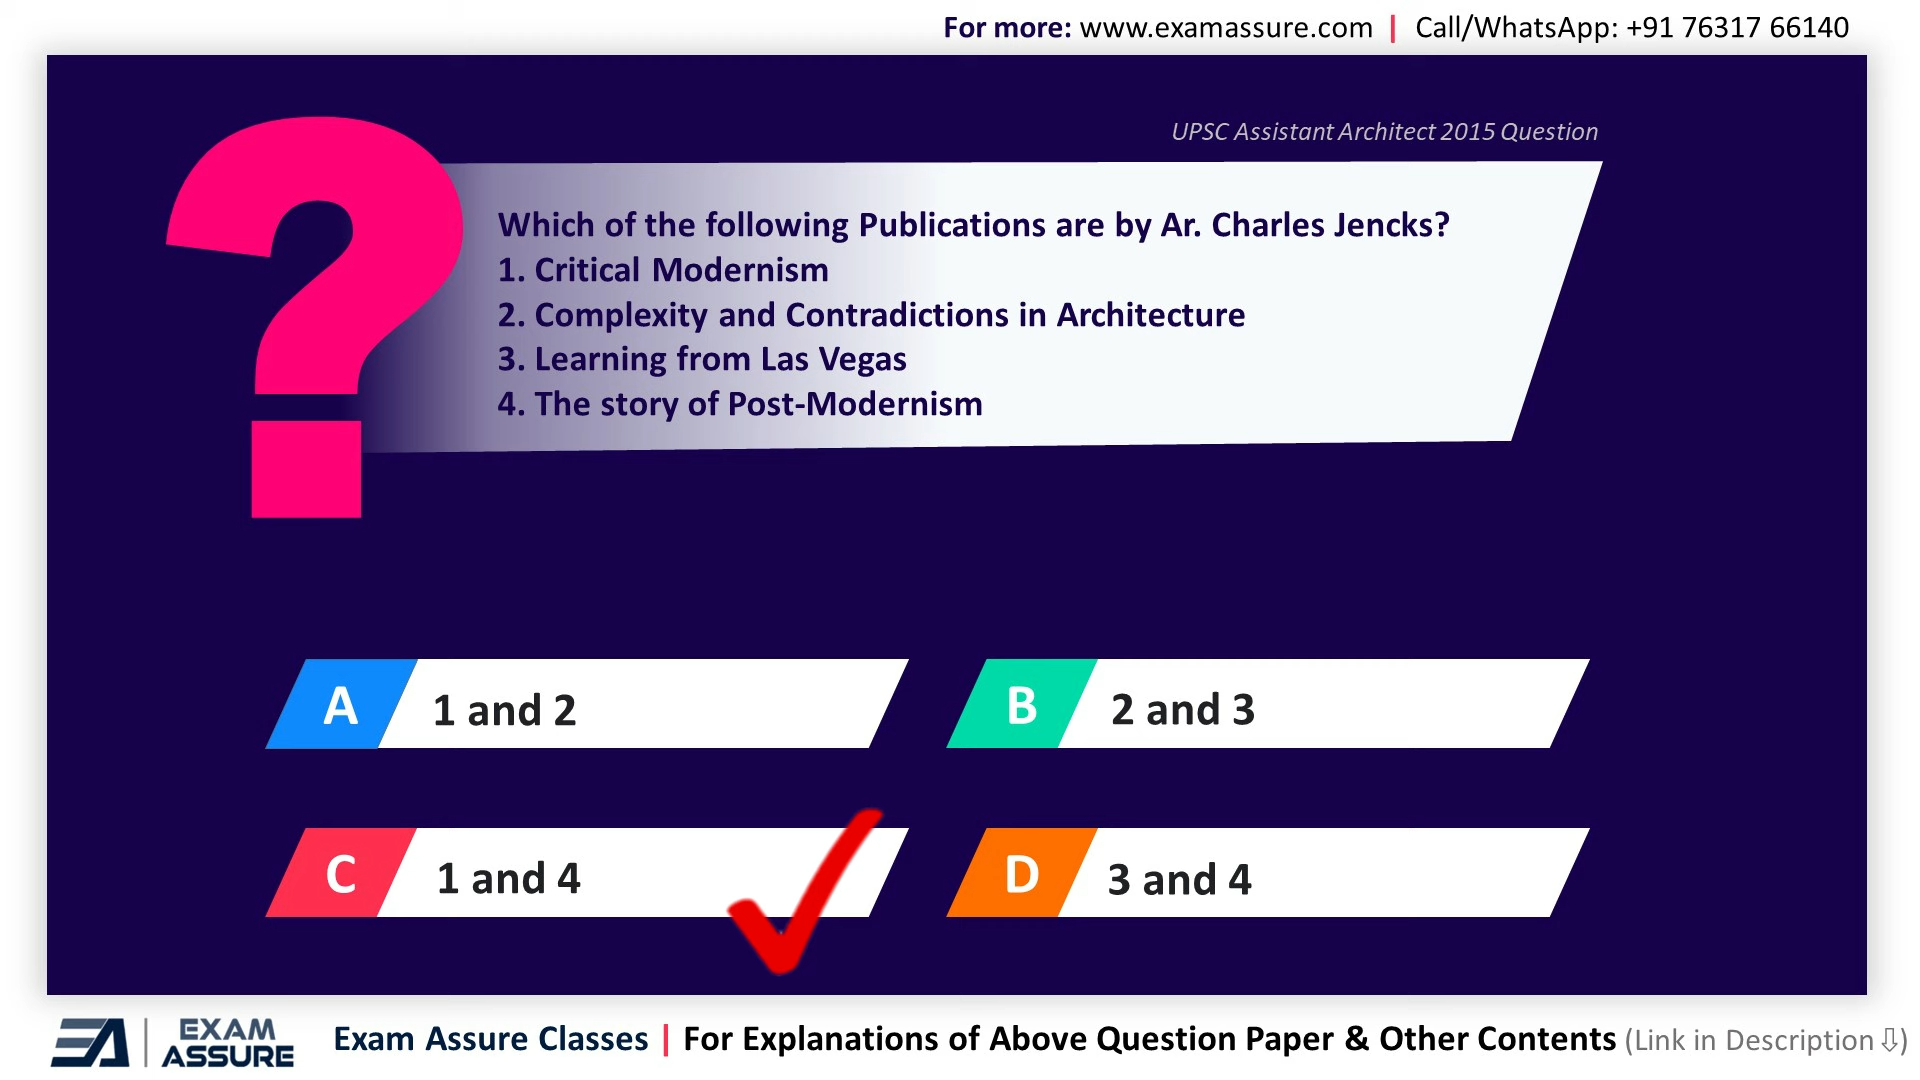 For more: www.examassure.com | Call/WhatsApp: +91 76317 66140
UPSC Assistant Architect 2015 Question
?
Which of the following Publications are by Ar. Charles Jencks?
1. Critical Modernism
2. Complexity and Contradictions in Architecture
3. Learning from Las Vegas
4. The story of Post-Modernism
A 1 and 2
B 2 and 3
C 1 and 4
D 3 and 4
EA | EXAM ASSURE
Exam Assure Classes | For Explanations of Above Question Paper & Other Contents (Link in Description ⇩)